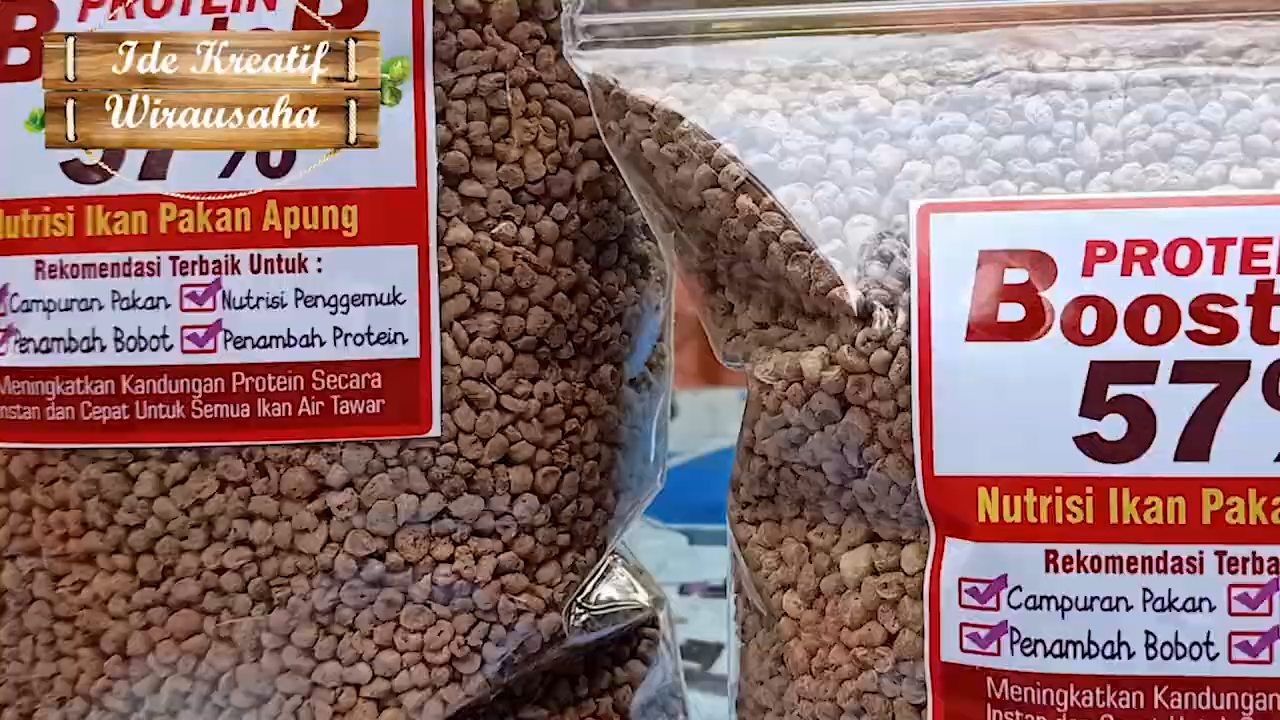 PROTEIN
Ide Kreatif
Wirausaha
57%
Nutrisi Ikan Pakan Apung
Rekomendasi Terbaik Untuk :
Campuran Pakan
Nutrisi Penggemuk
Penambah Bobot
Penambah Protein
Meningkatkan Kandungan Protein Secara
Instan dan Cepat Untuk Semua Ikan Air Tawar
PROTE
Boost
57%
Nutrisi Ikan Paka
Rekomendasi Terba
Campuran Pakan
Penambah Bobot
Meningkatkan Kandungan